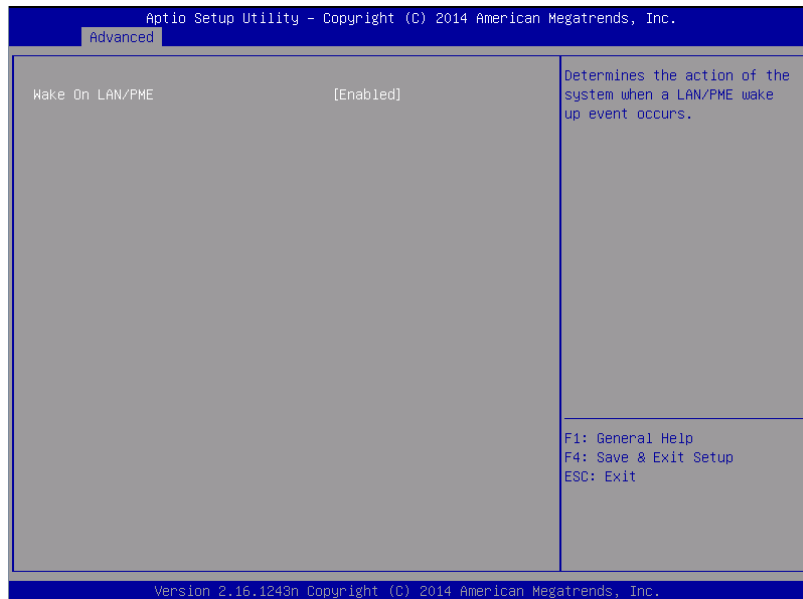 Aptio Setup Utility – Copyright (C) 2014 American Megatrends, Inc.
Advanced
Wake On LAN/PME [Enabled]
Determines the action of the
system when a LAN/PME wake
up event occurs.
F1: General Help
F4: Save & Exit Setup
ESC: Exit
Version 2.16.1243n Copyright (C) 2014 American Megatrends, Inc.